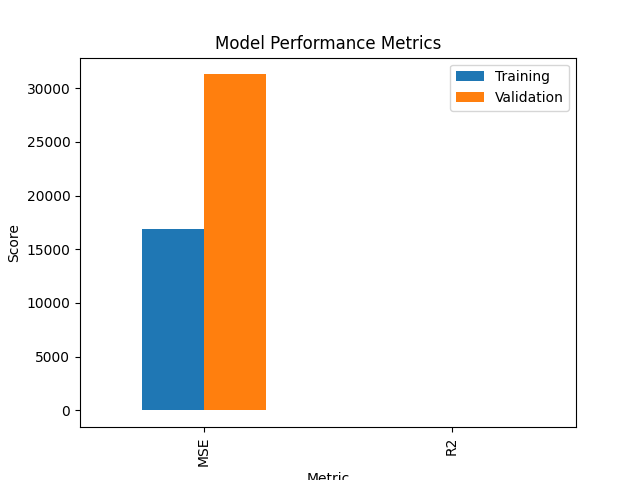 Model Performance Metrics
Training
Validation
30000
25000
20000
15000
10000
5000
0
Score
MSE
R2
Metric